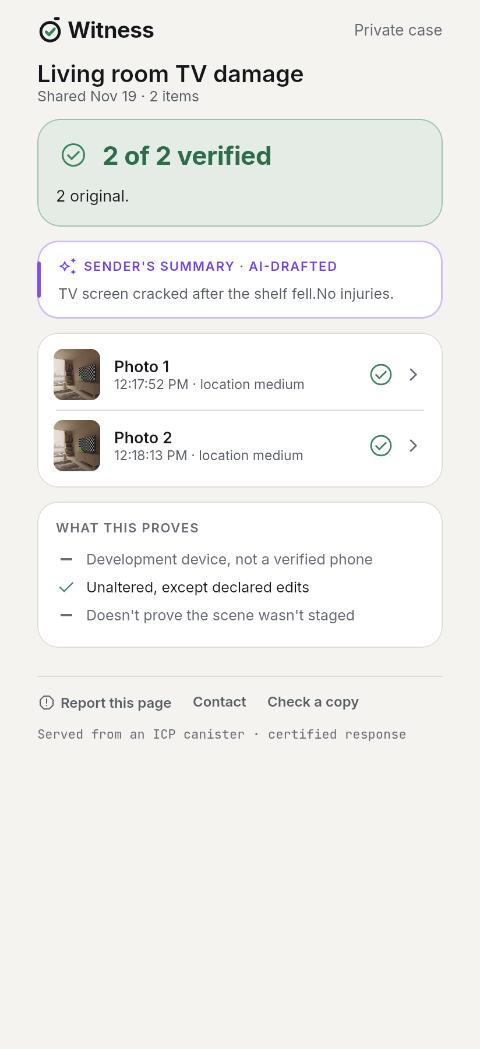 Witness
Private case
Living room TV damage
Shared Nov 19 · 2 items
2 of 2 verified
2 original.
SENDER'S SUMMARY · AI-DRAFTED
TV screen cracked after the shelf fell.No injuries.
Photo 1
12:17:52 PM · location medium
Photo 2
12:18:13 PM · location medium
WHAT THIS PROVES
Development device, not a verified phone
Unaltered, except declared edits
Doesn't prove the scene wasn't staged
Report this page Contact Check a copy
Served from an ICP canister · certified response